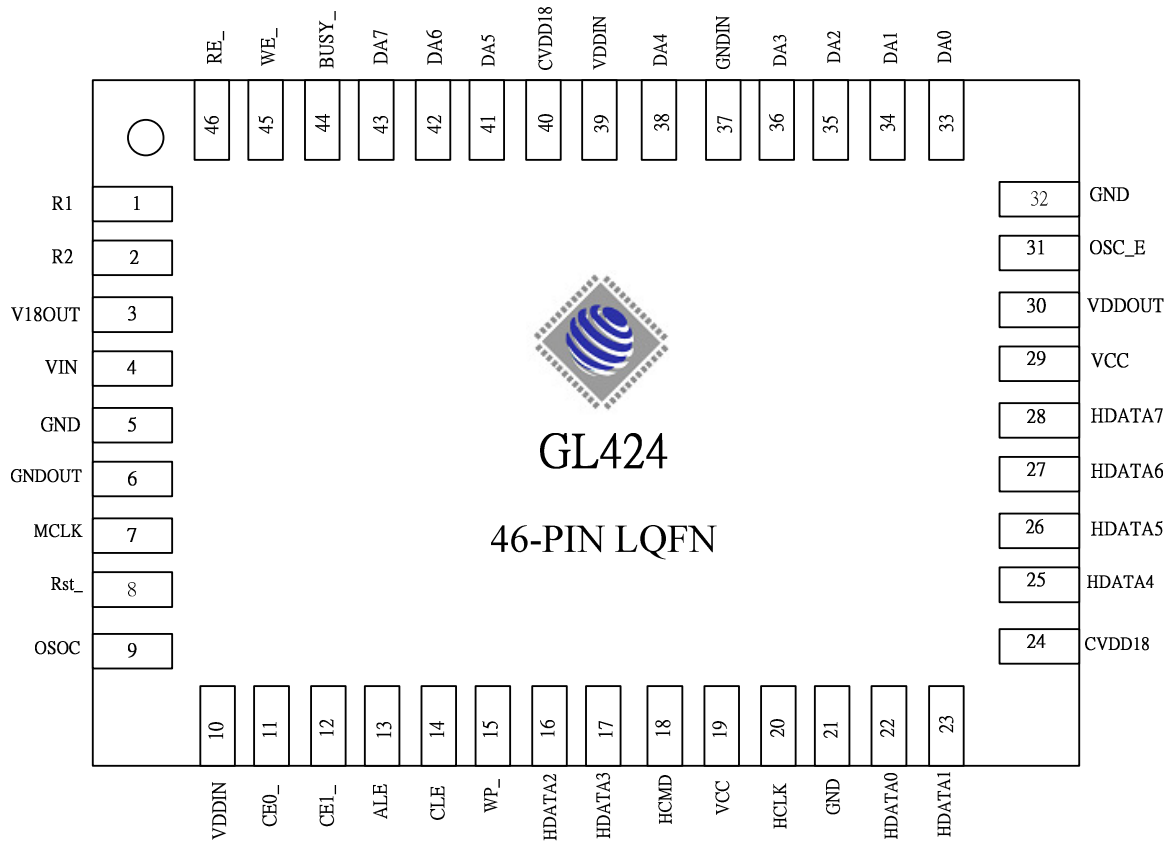 RE_ WE_ BUSY_ DA7 DA6 DA5 CVDD18 VDDIN DA4 GNDIN DA3 DA2 DA1 DA0
46 45 44 43 42 41 40 39 38 37 36 35 34 33
R1 1
R2 2
V18OUT 3
VIN 4
GND 5
GNDOUT 6
MCLK 7
Rst_ 8
OSOC 9
GL424
46-PIN LQFN
32 GND
31 OSC_E
30 VDDOUT
29 VCC
28 HDATA7
27 HDATA6
26 HDATA5
25 HDATA4
24 CVDD18
10 11 12 13 14 15 16 17 18 19 20 21 22 23
VDDIN CE0_ CE1_ ALE CLE WP_ HDATA2 HDATA3 HCMD VCC HCLK GND HDATA0 HDATA1